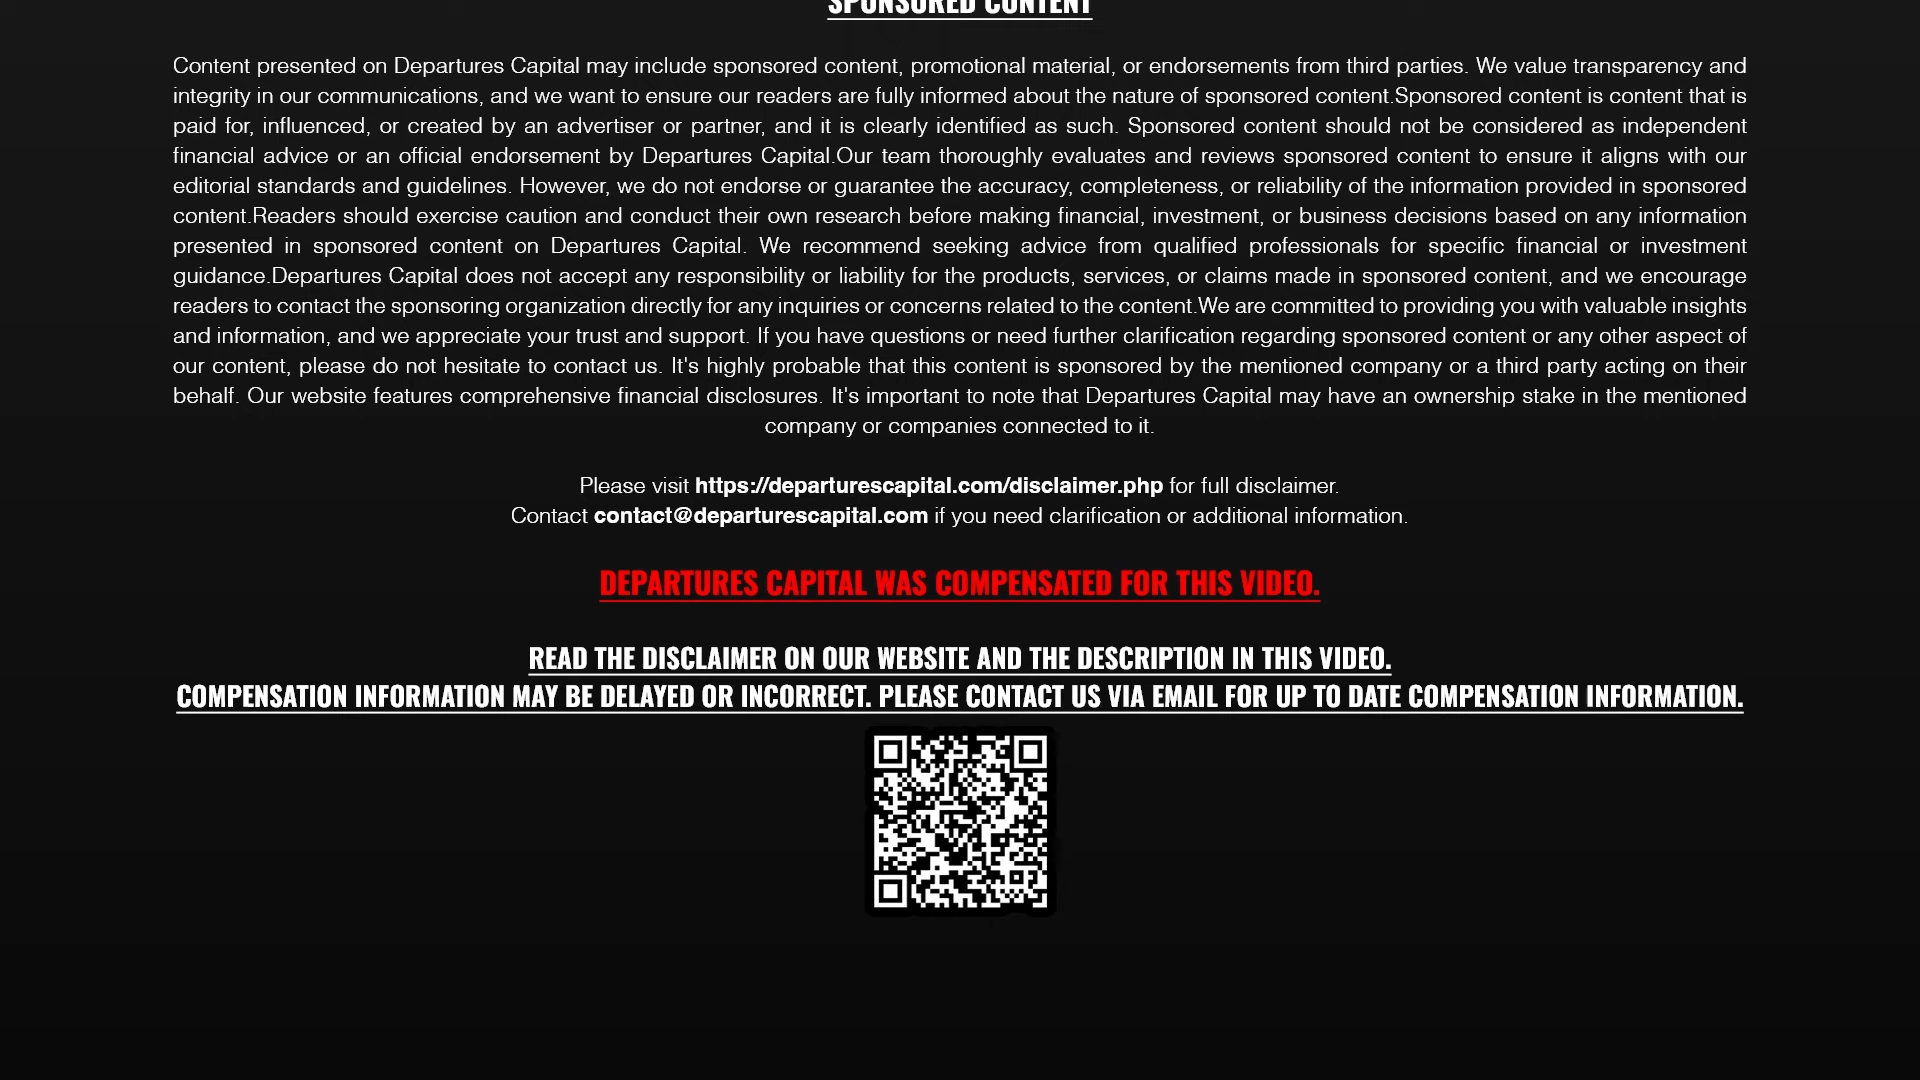 SPONSORED CONTENT
Content presented on Departures Capital may include sponsored content, promotional material, or endorsements from third parties. We value transparency and
integrity in our communications, and we want to ensure our readers are fully informed about the nature of sponsored content.Sponsored content is content that is
paid for, influenced, or created by an advertiser or partner, and it is clearly identified as such. Sponsored content should not be considered as independent
financial advice or an official endorsement by Departures Capital.Our team thoroughly evaluates and reviews sponsored content to ensure it aligns with our
editorial standards and guidelines. However, we do not endorse or guarantee the accuracy, completeness, or reliability of the information provided in sponsored
content.Readers should exercise caution and conduct their own research before making financial, investment, or business decisions based on any information
presented in sponsored content on Departures Capital. We recommend seeking advice from qualified professionals for specific financial or investment
guidance.Departures Capital does not accept any responsibility or liability for the products, services, or claims made in sponsored content, and we encourage
readers to contact the sponsoring organization directly for any inquiries or concerns related to the content.We are committed to providing you with valuable insights
and information, and we appreciate your trust and support. If you have questions or need further clarification regarding sponsored content or any other aspect of
our content, please do not hesitate to contact us. It's highly probable that this content is sponsored by the mentioned company or a third party acting on their
behalf. Our website features comprehensive financial disclosures. It's important to note that Departures Capital may have an ownership stake in the mentioned
company or companies connected to it.
Please visit https://departurescapital.com/disclaimer.php for full disclaimer.
Contact contact@departurescapital.com if you need clarification or additional information.
DEPARTURES CAPITAL WAS COMPENSATED FOR THIS VIDEO.
READ THE DISCLAIMER ON OUR WEBSITE AND THE DESCRIPTION IN THIS VIDEO.
COMPENSATION INFORMATION MAY BE DELAYED OR INCORRECT. PLEASE CONTACT US VIA EMAIL FOR UP TO DATE COMPENSATION INFORMATION.